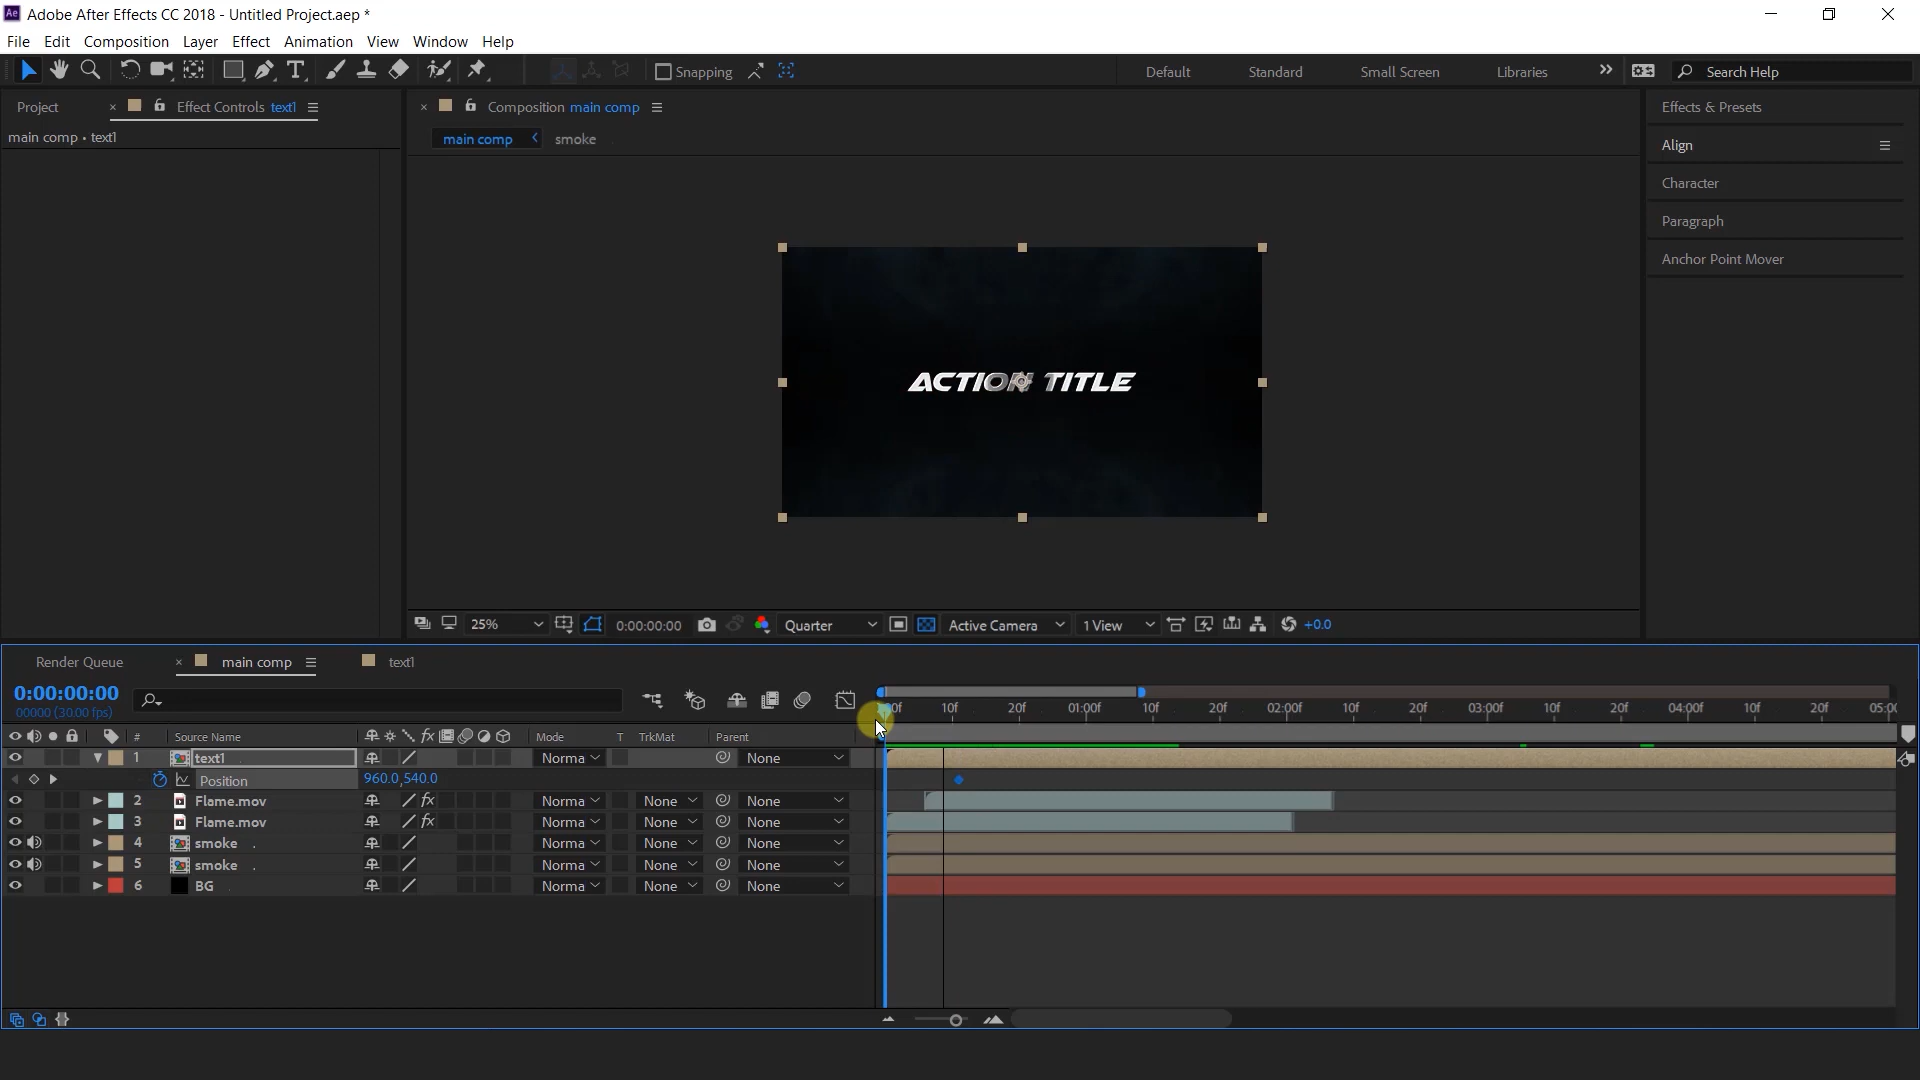 Ae Adobe After Effects CC 2018 - Untitled Project.aep *
File Edit Composition Layer Effect Animation View Window Help
Snapping Default Standard Small Screen Libraries Search Help
Project × Effect Controls text1
main comp • text1
× Composition main comp
main comp smoke
Effects & Presets
Align
Character
Paragraph
Anchor Point Mover
ACTION TITLE
25% 0:00:00:00 Quarter Active Camera 1 View +0.0
Render Queue × main comp text1
0:00:00:00
00000 (30.00 fps)
00f 10f 20f 01:00f 10f 20f 02:00f 10f 20f 03:00f 10f 20f 04:00f 10f 20f 05:00
# Source Name Mode T TrkMat Parent
1 text1 Norma None
Position 960.0,540.0
2 Flame.mov Norma None None
3 Flame.mov Norma None None
4 smoke Norma None None
5 smoke Norma None None
6 BG Norma None None